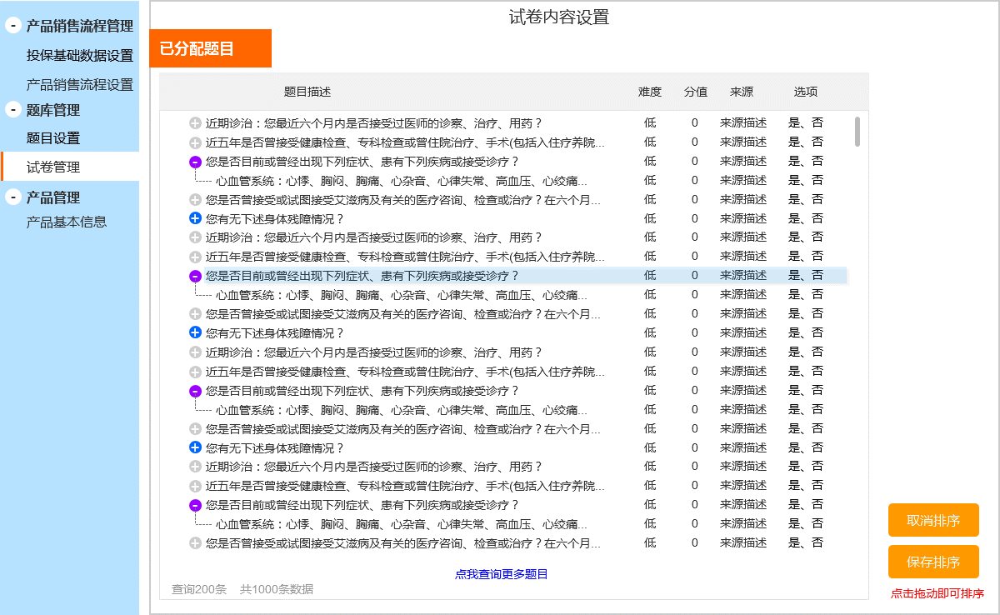 试卷内容设置
- 产品销售流程管理
投保基础数据设置
产品销售流程设置
- 题库管理
题目设置
试卷管理
- 产品管理
产品基本信息
已分配题目
题目描述 难度 分值 来源 选项
近期诊治：您最近六个月内是否接受过医师的诊察、治疗、用药？ 低 0 来源描述 是、否
近五年是否曾接受健康检查、专科检查或曾住院治疗、手术(包括入住疗养院... 低 0 来源描述 是、否
您是否目前或曾经出现下列症状、患有下列疾病或接受诊疗？ 低 0 来源描述 是、否
心血管系统：心悸、胸闷、胸痛、心杂音、心律失常、高血压、心绞痛... 低 0 来源描述 是、否
您是否曾接受或试图接受艾滋病及有关的医疗咨询、检查或治疗？在六个月... 低 0 来源描述 是、否
您有无下述身体残障情况？ 低 0 来源描述 是、否
近期诊治：您最近六个月内是否接受过医师的诊察、治疗、用药？ 低 0 来源描述 是、否
近五年是否曾接受健康检查、专科检查或曾住院治疗、手术(包括入住疗养院... 低 0 来源描述 是、否
您是否目前或曾经出现下列症状、患有下列疾病或接受诊疗？ 低 0 来源描述 是、否
心血管系统：心悸、胸闷、胸痛、心杂音、心律失常、高血压、心绞痛... 低 0 来源描述 是、否
您是否曾接受或试图接受艾滋病及有关的医疗咨询、检查或治疗？在六个月... 低 0 来源描述 是、否
您有无下述身体残障情况？ 低 0 来源描述 是、否
近期诊治：您最近六个月内是否接受过医师的诊察、治疗、用药？ 低 0 来源描述 是、否
近五年是否曾接受健康检查、专科检查或曾住院治疗、手术(包括入住疗养院... 低 0 来源描述 是、否
您是否目前或曾经出现下列症状、患有下列疾病或接受诊疗？ 低 0 来源描述 是、否
心血管系统：心悸、胸闷、胸痛、心杂音、心律失常、高血压、心绞痛... 低 0 来源描述 是、否
您是否曾接受或试图接受艾滋病及有关的医疗咨询、检查或治疗？在六个月... 低 0 来源描述 是、否
您有无下述身体残障情况？ 低 0 来源描述 是、否
近期诊治：您最近六个月内是否接受过医师的诊察、治疗、用药？ 低 0 来源描述 是、否
近五年是否曾接受健康检查、专科检查或曾住院治疗、手术(包括入住疗养院... 低 0 来源描述 是、否
您是否目前或曾经出现下列症状、患有下列疾病或接受诊疗？ 低 0 来源描述 是、否
心血管系统：心悸、胸闷、胸痛、心杂音、心律失常、高血压、心绞痛... 低 0 来源描述 是、否
您是否曾接受或试图接受艾滋病及有关的医疗咨询、检查或治疗？在六个月... 低 0 来源描述 是、否
点我查询更多题目
查询200条 共1000条数据
取消排序
保存排序
点击拖动即可排序